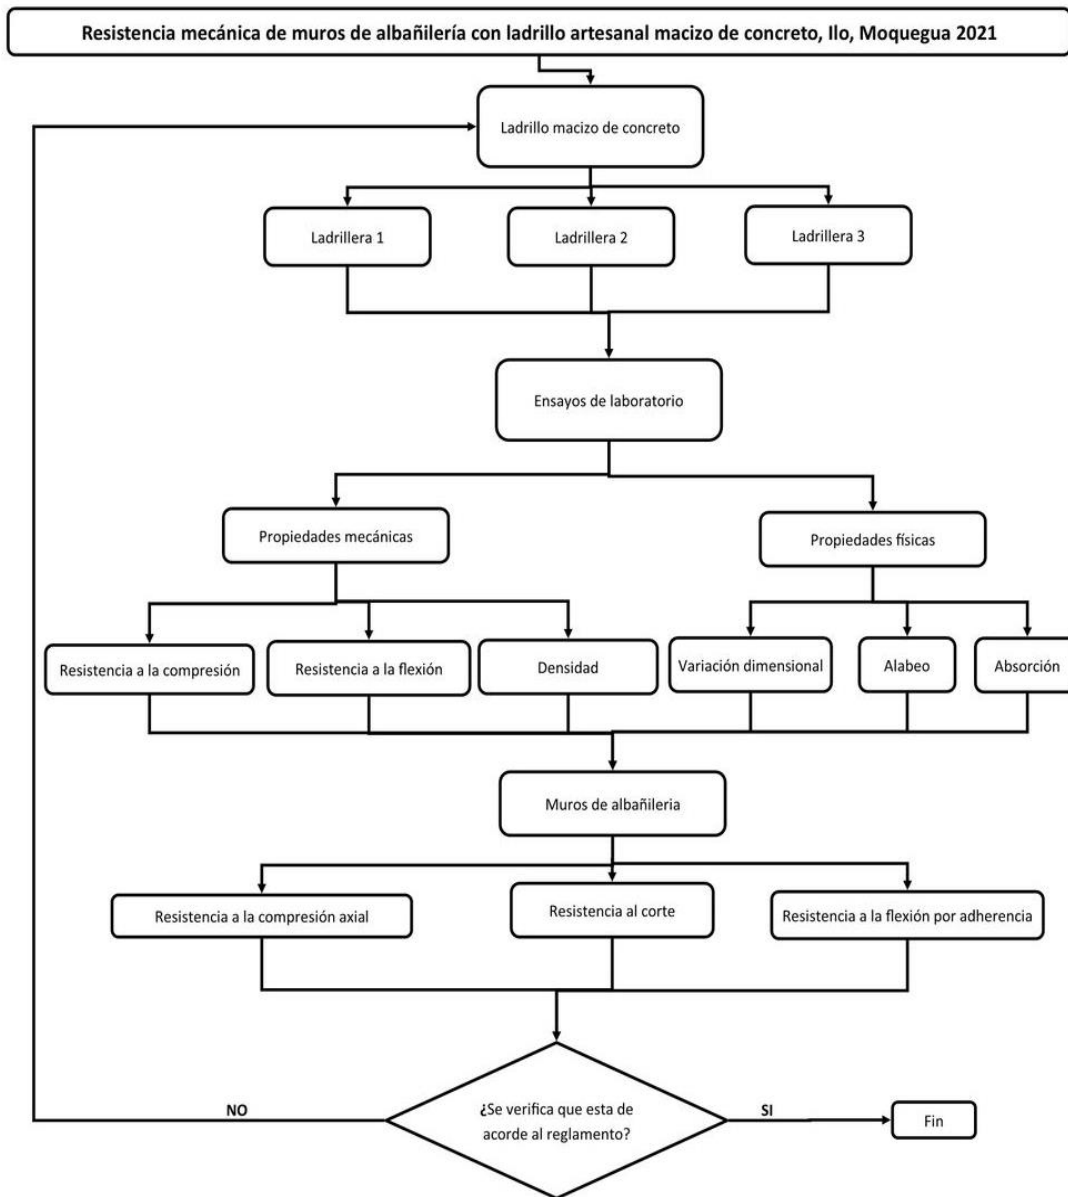 Resistencia mecánica de muros de albañilería con ladrillo artesanal macizo de concreto, Ilo, Moquegua 2021
Ladrillo macizo de concreto
Ladrillera 1
Ladrillera 2
Ladrillera 3
Ensayos de laboratorio
Propiedades mecánicas
Propiedades físicas
Resistencia a la compresión
Resistencia a la flexión
Densidad
Variación dimensional
Alabeo
Absorción
Muros de albañileria
Resistencia a la compresión axial
Resistencia al corte
Resistencia a la flexión por adherencia
¿Se verifica que esta de
acorde al reglamento?
NO
SI
Fin